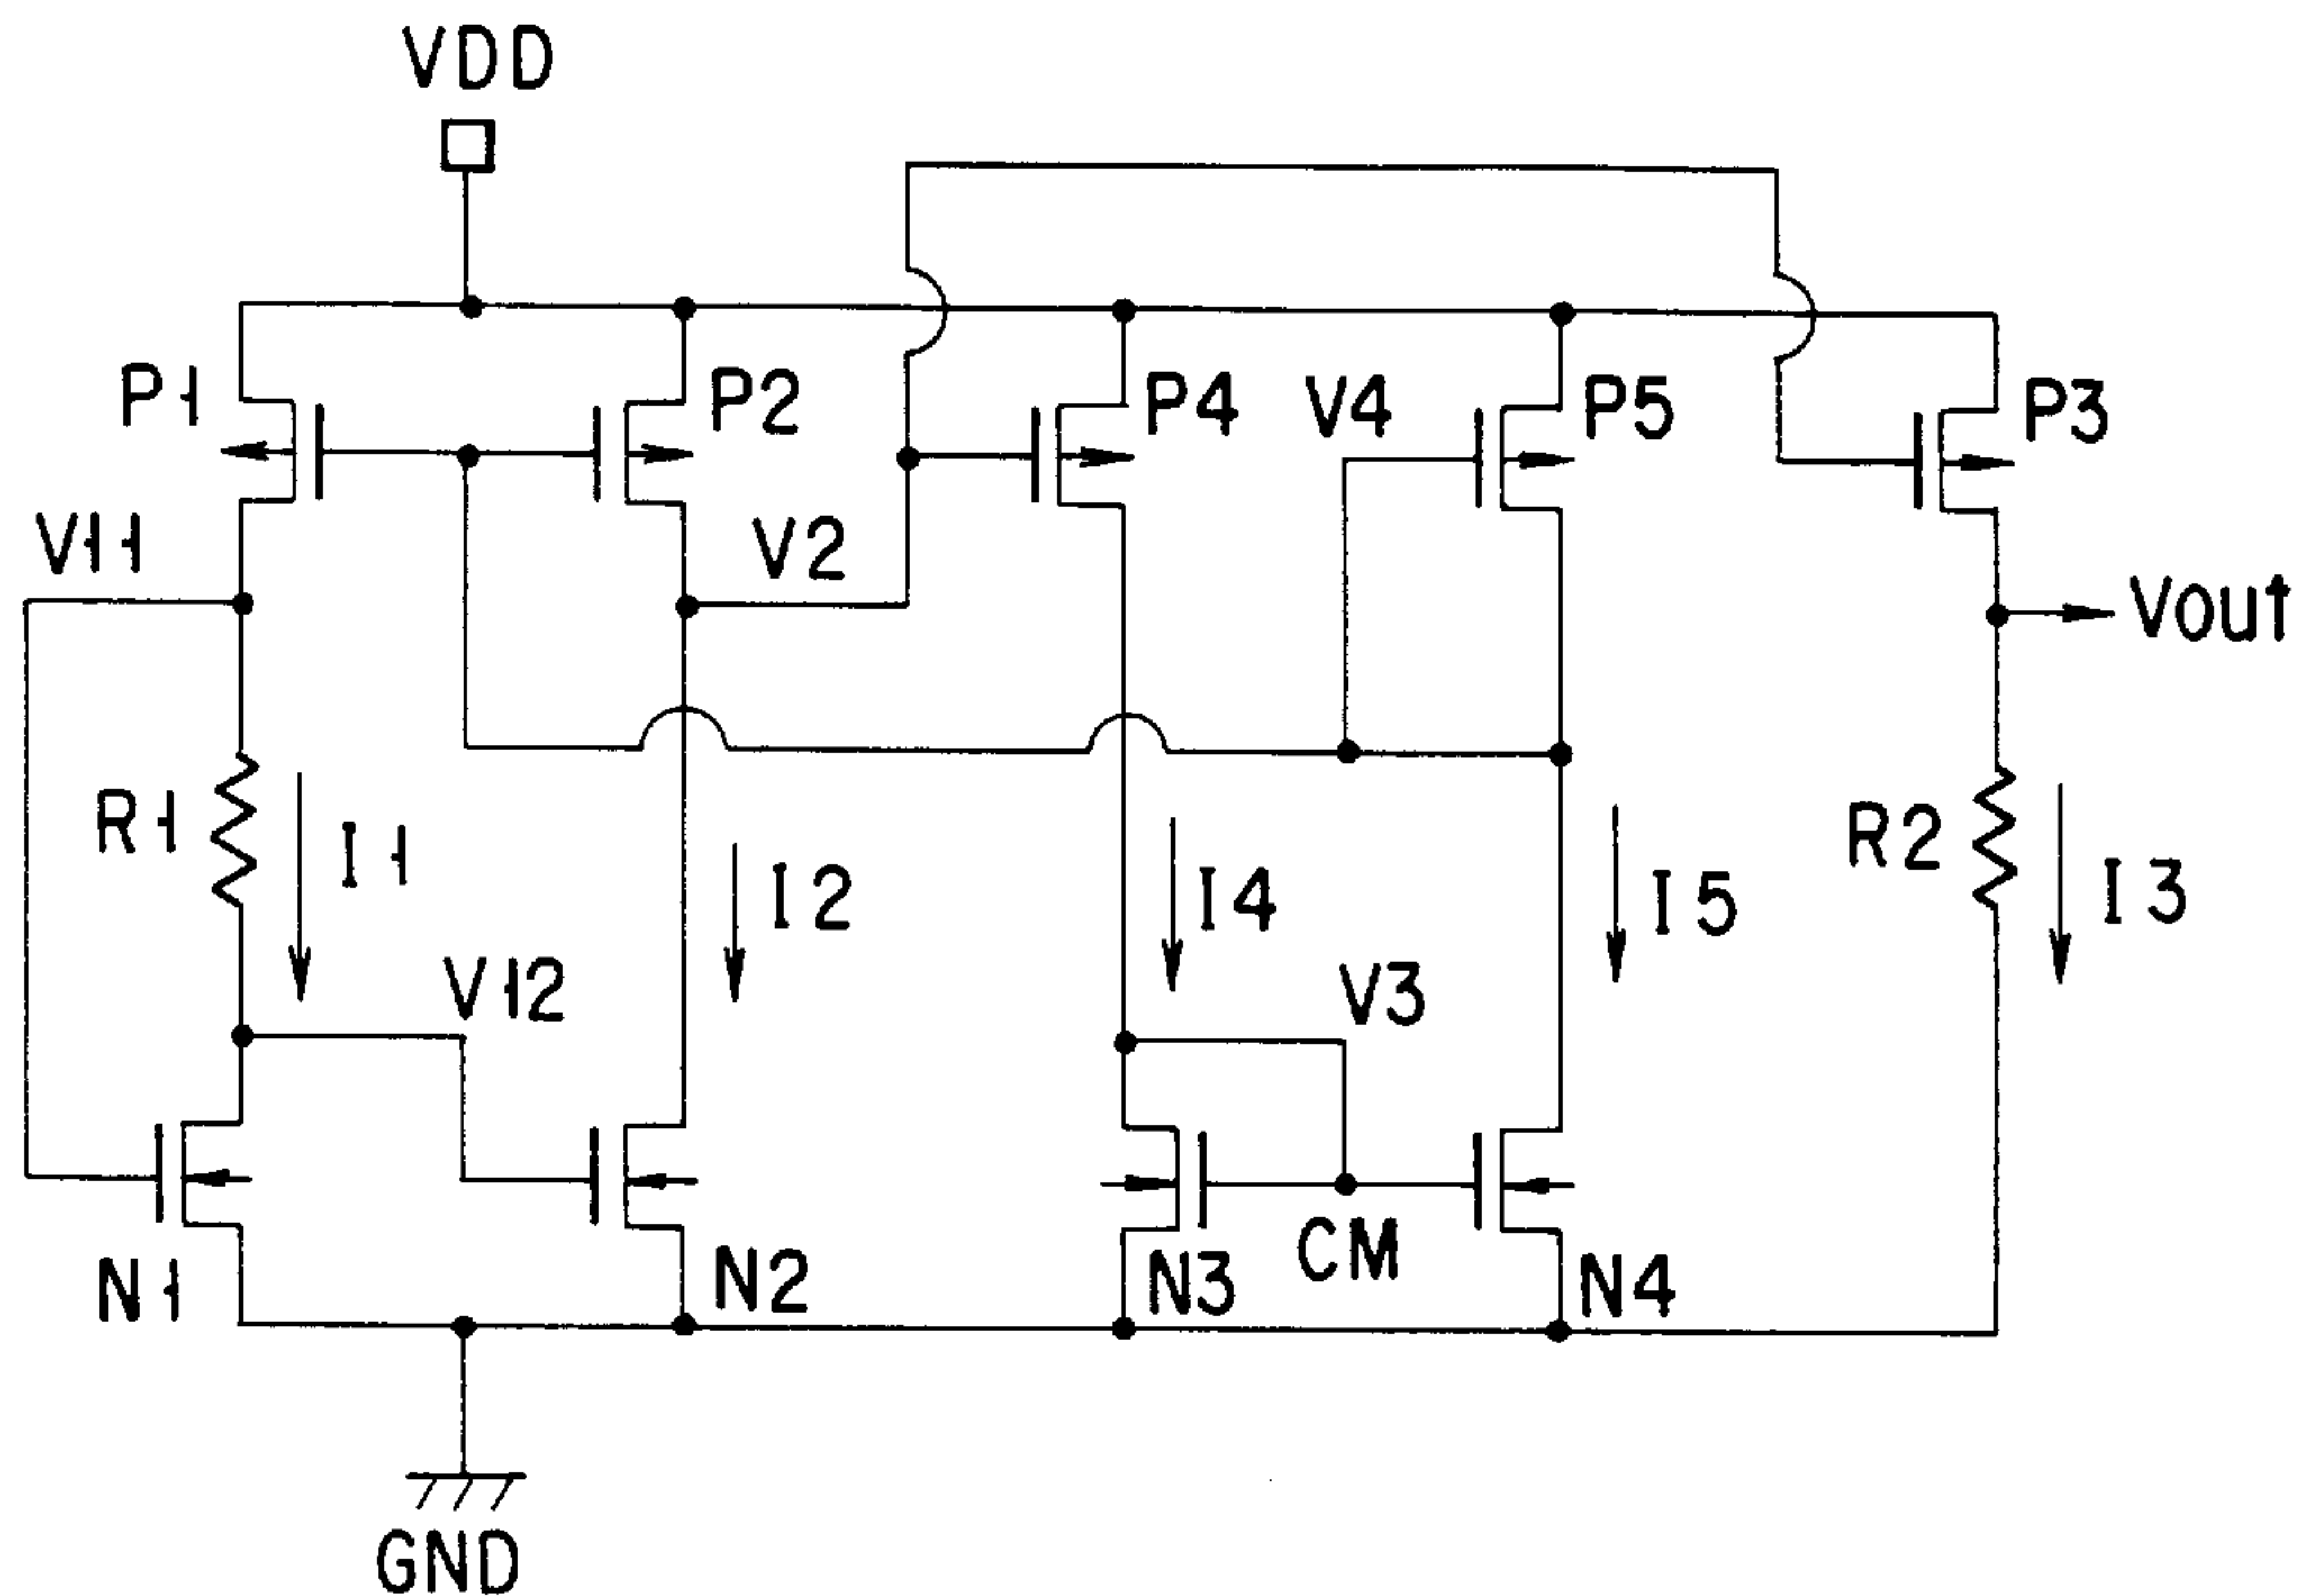 VDD
P1
P2
P4
V4
P5
P3
V11
V2
Vout
R1
I1
I2
I4
I5
R2
I3
V12
V3
N1
N2
N3
CM
N4
GND